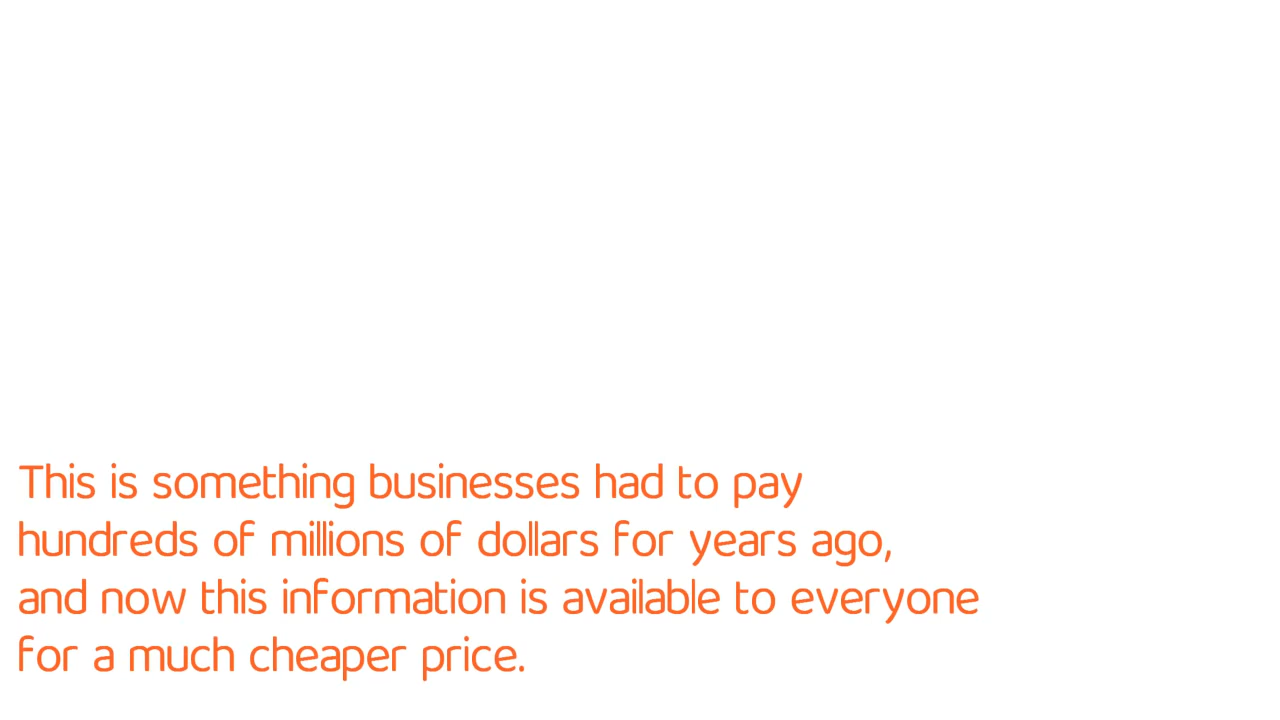 This is something businesses had to pay
hundreds of millions of dollars for years ago,
and now this information is available to everyone
for a much cheaper price.